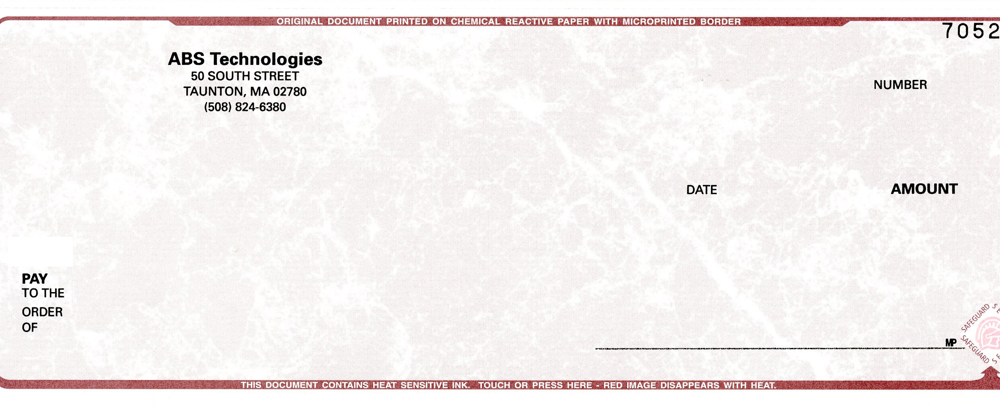 ORIGINAL DOCUMENT PRINTED ON CHEMICAL REACTIVE PAPER WITH MICROPRINTED BORDER
7052
ABS Technologies
50 SOUTH STREET
TAUNTON, MA 02780
(508) 824-6380
NUMBER
DATE
AMOUNT
PAY
TO THE
ORDER
OF
MP
SAFEGUARD SE
SAFEGUARD SE
THIS DOCUMENT CONTAINS HEAT SENSITIVE INK. TOUCH OR PRESS HERE - RED IMAGE DISAPPEARS WITH HEAT.